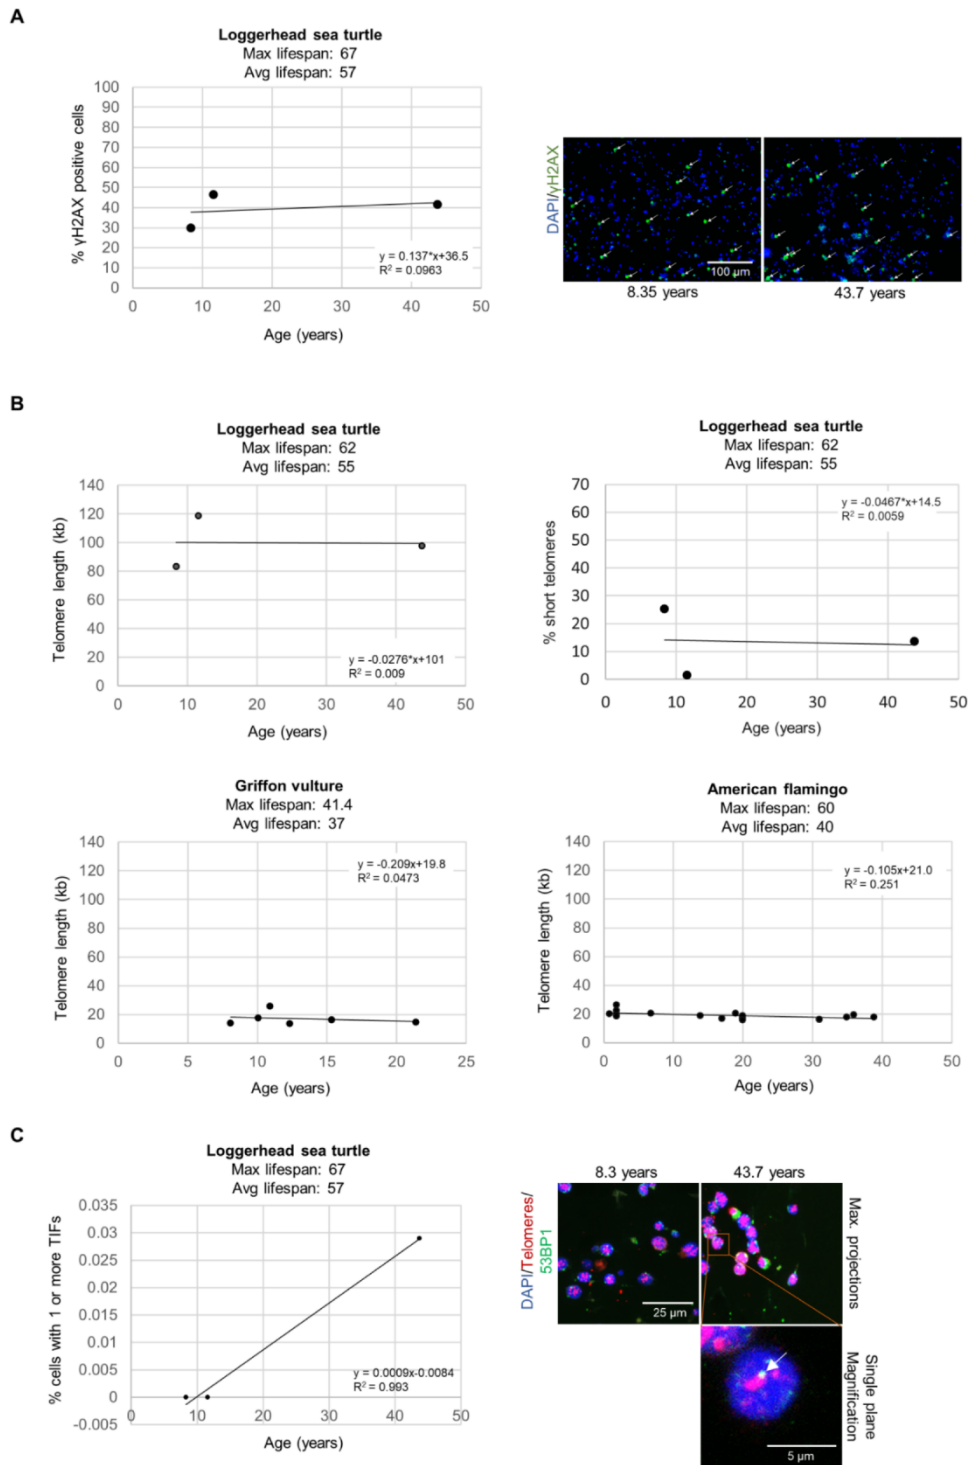 A
Loggerhead sea turtle
Max lifespan: 67
Avg lifespan: 57
100
90
80
70
60
50
40
30
20
10
0
% γH2AX positive cells
y = 0.137*x+36.5
R² = 0.0963
0 10 20 30 40 50
Age (years)
DAPI/γH2AX
100 µm
8.35 years
43.7 years
B
Loggerhead sea turtle
Max lifespan: 62
Avg lifespan: 55
140
120
100
80
60
40
20
0
Telomere length (kb)
y = -0.0276*x+101
R² = 0.009
0 10 20 30 40 50
Age (years)
Loggerhead sea turtle
Max lifespan: 62
Avg lifespan: 55
70
60
50
40
30
20
10
0
% short telomeres
y = -0.0467*x+14.5
R² = 0.0059
0 10 20 30 40 50
Age (years)
Griffon vulture
Max lifespan: 41.4
Avg lifespan: 37
140
120
100
80
60
40
20
0
Telomere length (kb)
y = -0.209x+19.8
R² = 0.0473
0 5 10 15 20 25
Age (years)
American flamingo
Max lifespan: 60
Avg lifespan: 40
140
120
100
80
60
40
20
0
Telomere length (kb)
y = -0.105x+21.0
R² = 0.251
0 10 20 30 40 50
Age (years)
C
Loggerhead sea turtle
Max lifespan: 67
Avg lifespan: 57
0.035
0.03
0.025
0.02
0.015
0.01
0.005
0
-0.005
% cells with 1 or more TIFs
y = 0.0009x-0.0084
R² = 0.993
0 10 20 30 40 50
Age (years)
8.3 years
43.7 years
DAPI/Telomeres/
53BP1
25 µm
Max. projections
Single plane
Magnification
5 µm